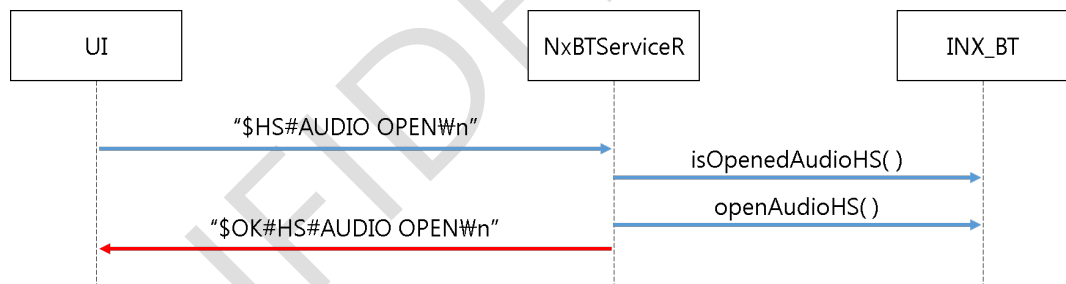 UI
NxBTServiceR
INX_BT
“$HS#AUDIO OPEN₩n”
isOpenedAudioHS( )
openAudioHS( )
“$OK#HS#AUDIO OPEN₩n”